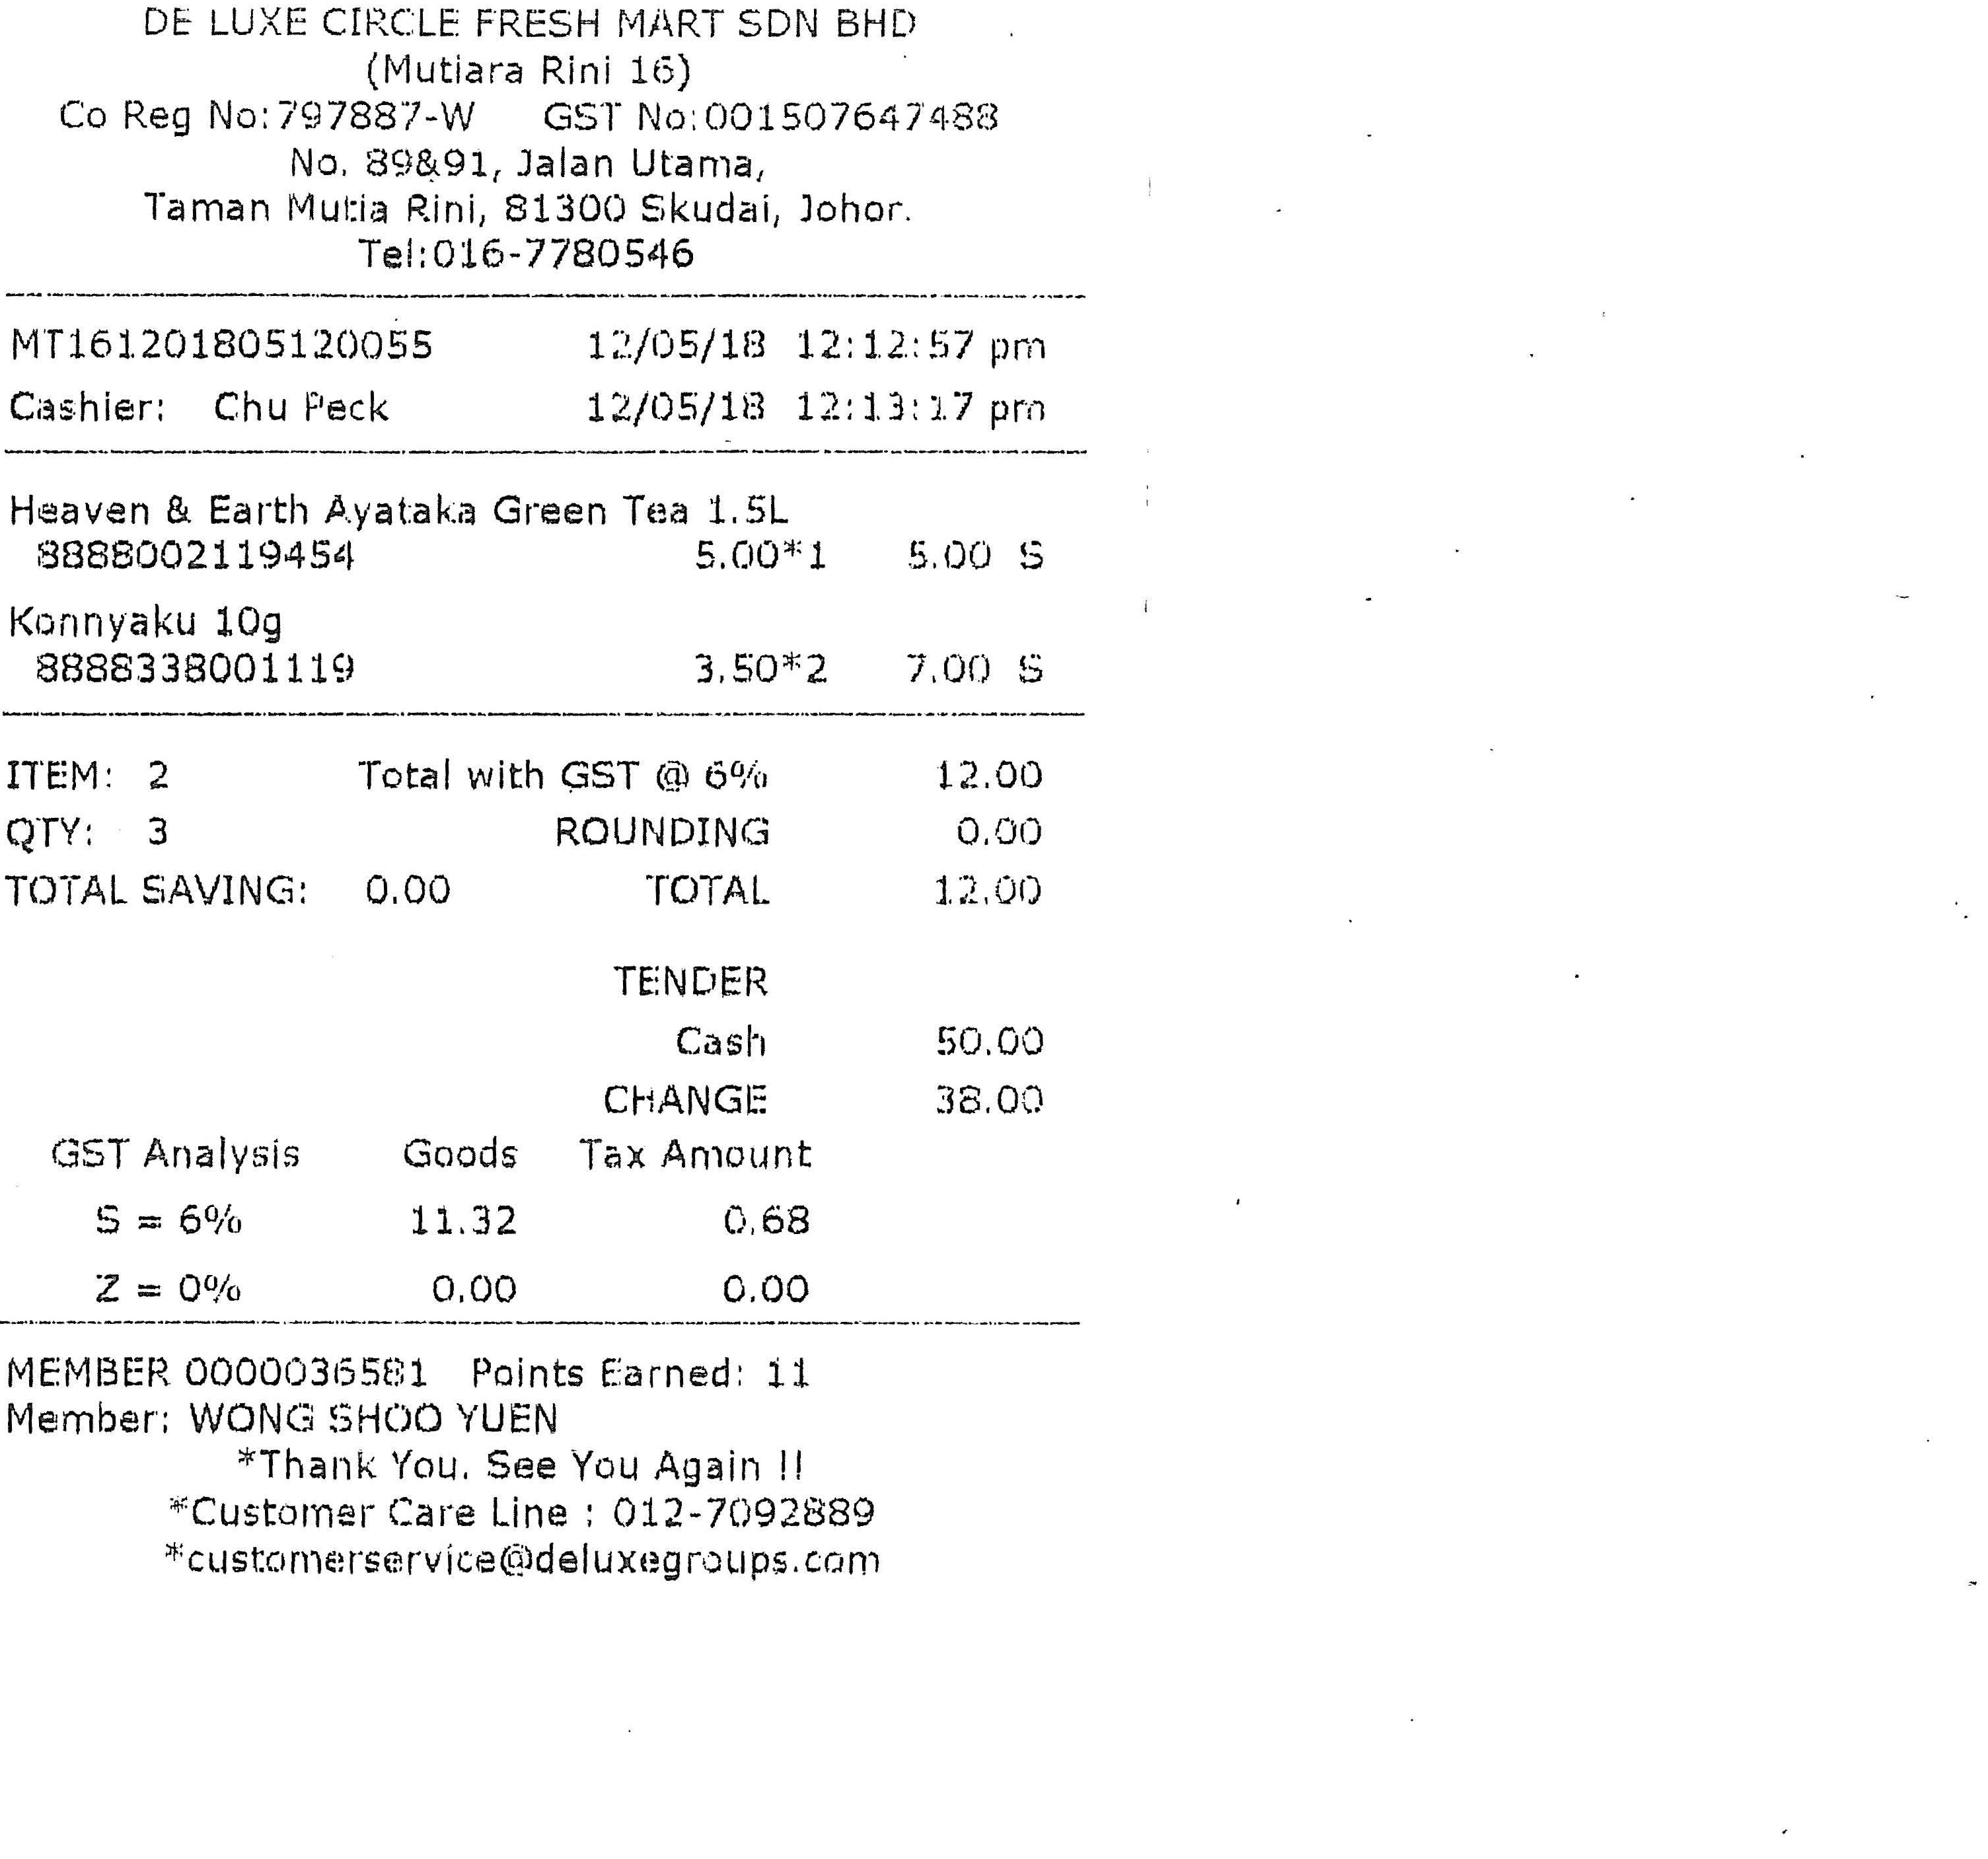 DE LUXE CIRCLE FRESH MART SDN BHD
(Mutiara Rini 16)
Co Reg No:797887-W GST No:001507647488
No. 89&91, Jalan Utama,
Taman Mutia Rini, 81300 Skudai, Johor.
Tel:016-7780546
MT161201805120055 12/05/18 12:12:57 pm
Cashier: Chu Peck 12/05/18 12:13:17 pm
Heaven & Earth Ayataka Green Tea 1.5L
8888002119454 5.00*1 5.00 S
Konnyaku 10g
8888338001119 3.50*2 7.00 S
ITEM: 2 Total with GST @ 6% 12.00
QTY: 3 ROUNDING 0.00
TOTAL SAVING: 0.00 TOTAL 12.00
TENDER
Cash 50.00
CHANGE 38.00
GST Analysis Goods Tax Amount
S = 6% 11.32 0.68
Z = 0% 0.00 0.00
MEMBER 0000036581 Points Earned: 11
Member: WONG SHOO YUEN
*Thank You. See You Again !!
*Customer Care Line : 012-7092889
*customerservice@deluxegroups.com